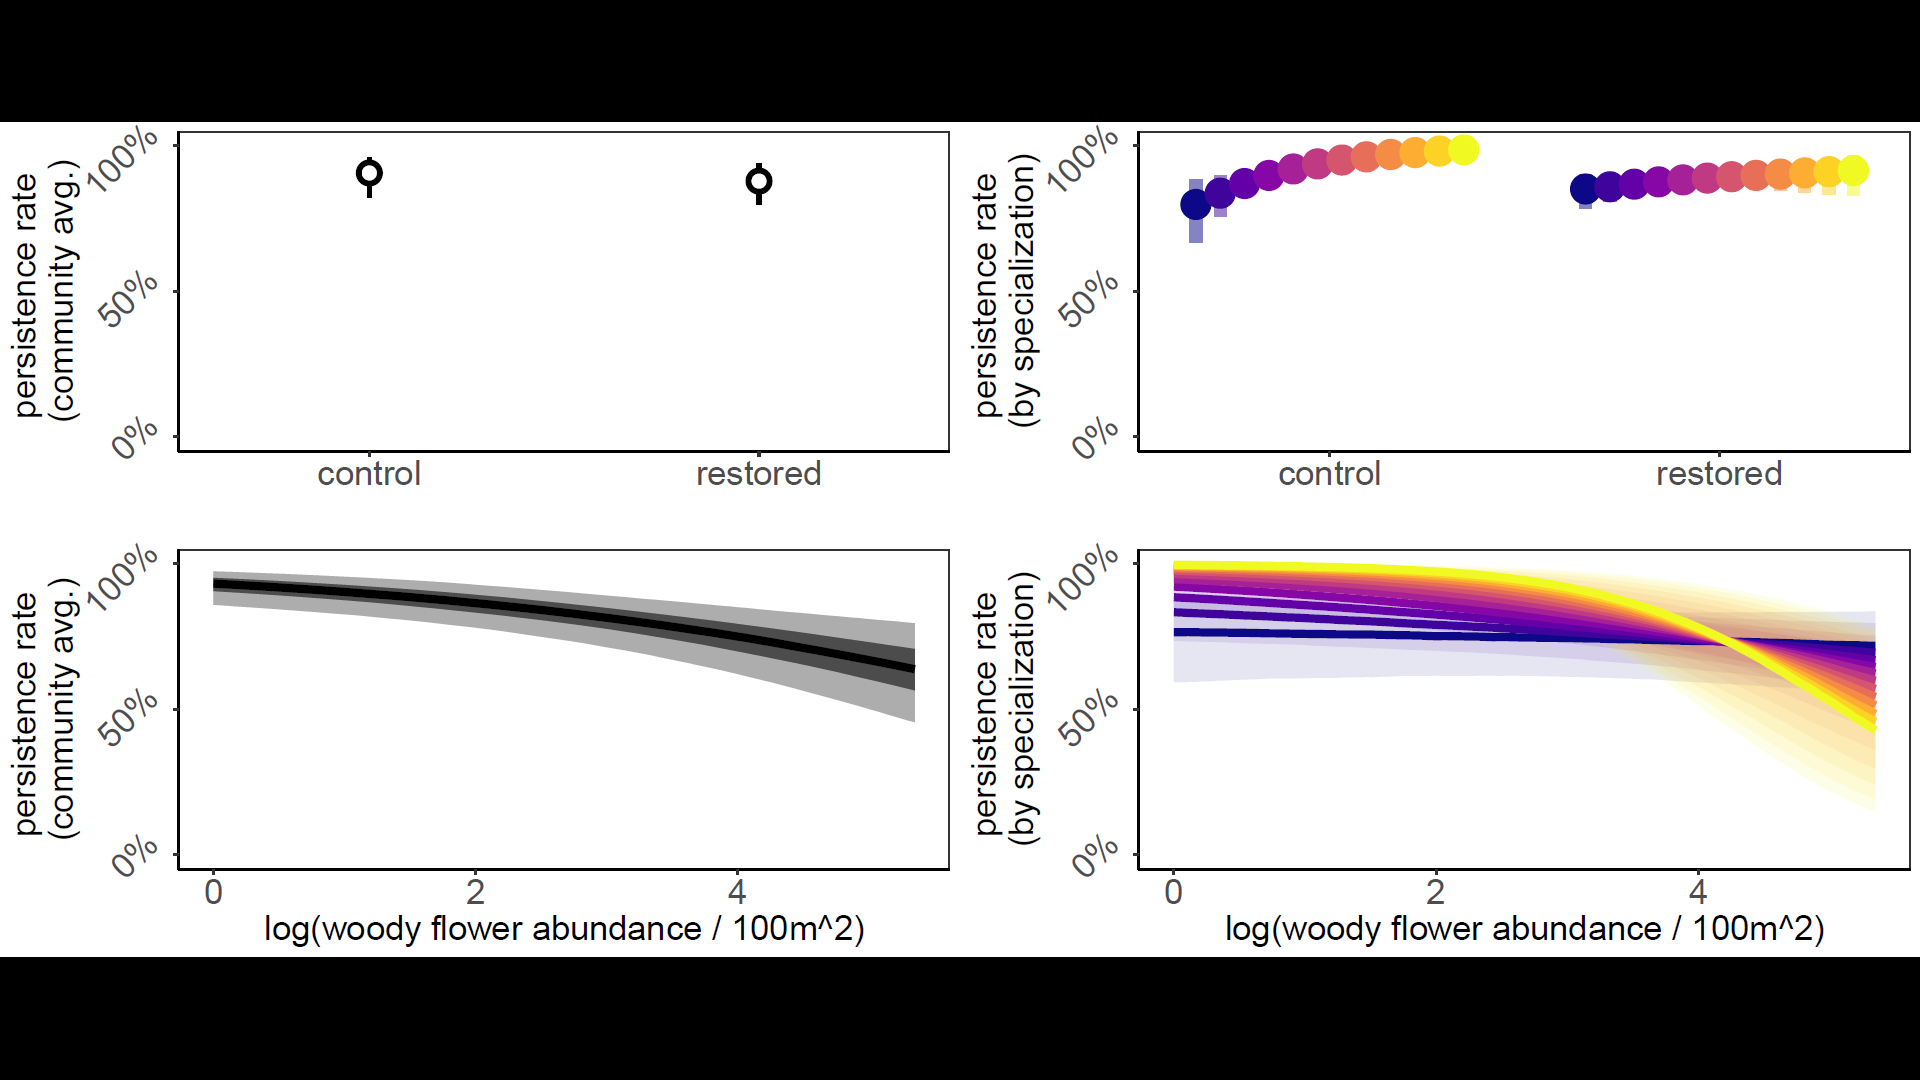 persistence rate
(community avg.)
100%
50%
0%
control
restored
persistence rate
(by specialization)
100%
50%
0%
control
restored
persistence rate
(community avg.)
100%
50%
0%
0
2
4
log(woody flower abundance / 100m^2)
persistence rate
(by specialization)
100%
50%
0%
0
2
4
log(woody flower abundance / 100m^2)